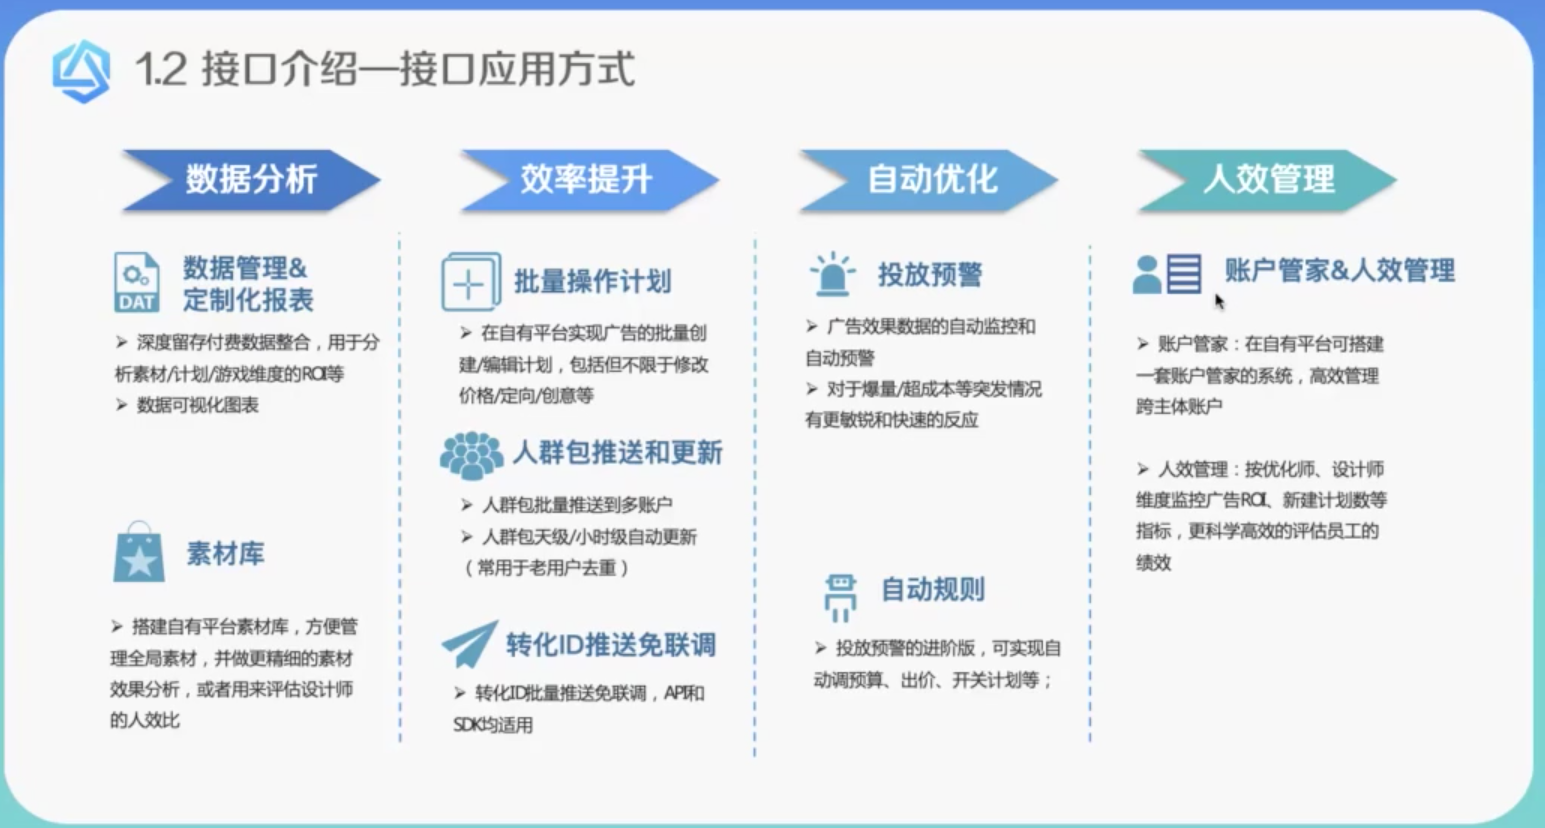 1.2 接口介绍—接口应用方式
数据分析
数据管理&
定制化报表
➢ 深度留存付费数据整合，用于分
析素材/计划/游戏维度的ROI等
➢ 数据可视化图表
素材库
➢ 搭建自有平台素材库，方便管
理全局素材，并做更精细的素材
效果分析，或者用来评估设计师
的人效比
效率提升
批量操作计划
➢ 在自有平台实现广告的批量创
建/编辑计划，包括但不限于修改
价格/定向/创意等
人群包推送和更新
➢ 人群包批量推送到多账户
➢ 人群包天级/小时级自动更新
（常用于老用户去重）
转化ID推送免联调
➢ 转化ID批量推送免联调，API和
SDK均适用
自动优化
投放预警
➢ 广告效果数据的自动监控和
自动预警
➢ 对于爆量/超成本等突发情况
有更敏锐和快速的反应
自动规则
➢ 投放预警的进阶版，可实现自
动调预算、出价、开关计划等；
人效管理
账户管家&人效管理
➢ 账户管家：在自有平台可搭建
一套账户管家的系统，高效管理
跨主体账户
➢ 人效管理：按优化师、设计师
维度监控广告ROI、新建计划数等
指标，更科学高效的评估员工的
绩效
DAT